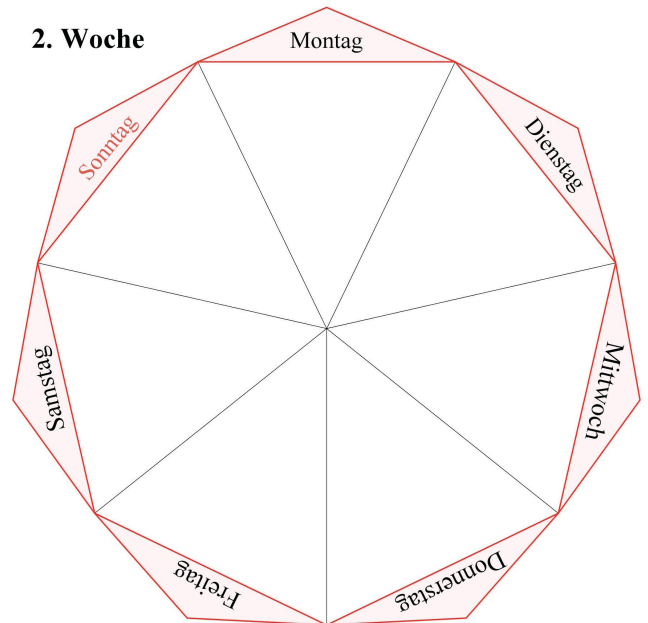 2. Woche
Montag
Dienstag
Mittwoch
Donnerstag
Freitag
Samstag
Sonntag